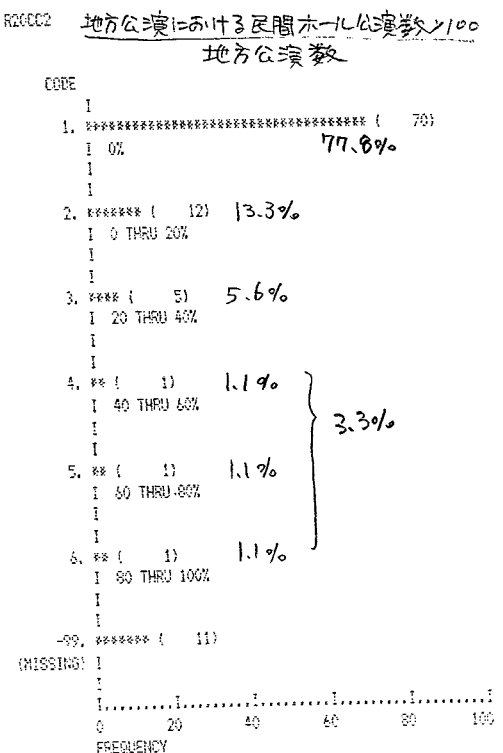 R20CC2 地方公演における民間ホール公演数×100
地方公演数
CODE
I
1. ************************************ ( 70)
I 0% 77.8%
I
I
2. ******* ( 12) 13.3%
I 0 THRU 20%
I
I
3. **** ( 5) 5.6%
I 20 THRU 40%
I
I
4. ** ( 1) 1.1%
I 40 THRU 60%
I
3.3%
I
5. ** ( 1) 1.1%
I 60 THRU 80%
I
I
6. ** ( 1) 1.1%
I 80 THRU 100%
I
I
-99. ******* ( 11)
(MISSING) I
I
I.........I.........I.........I.........I.........I
0 20 40 60 80 100
FREQUENCY